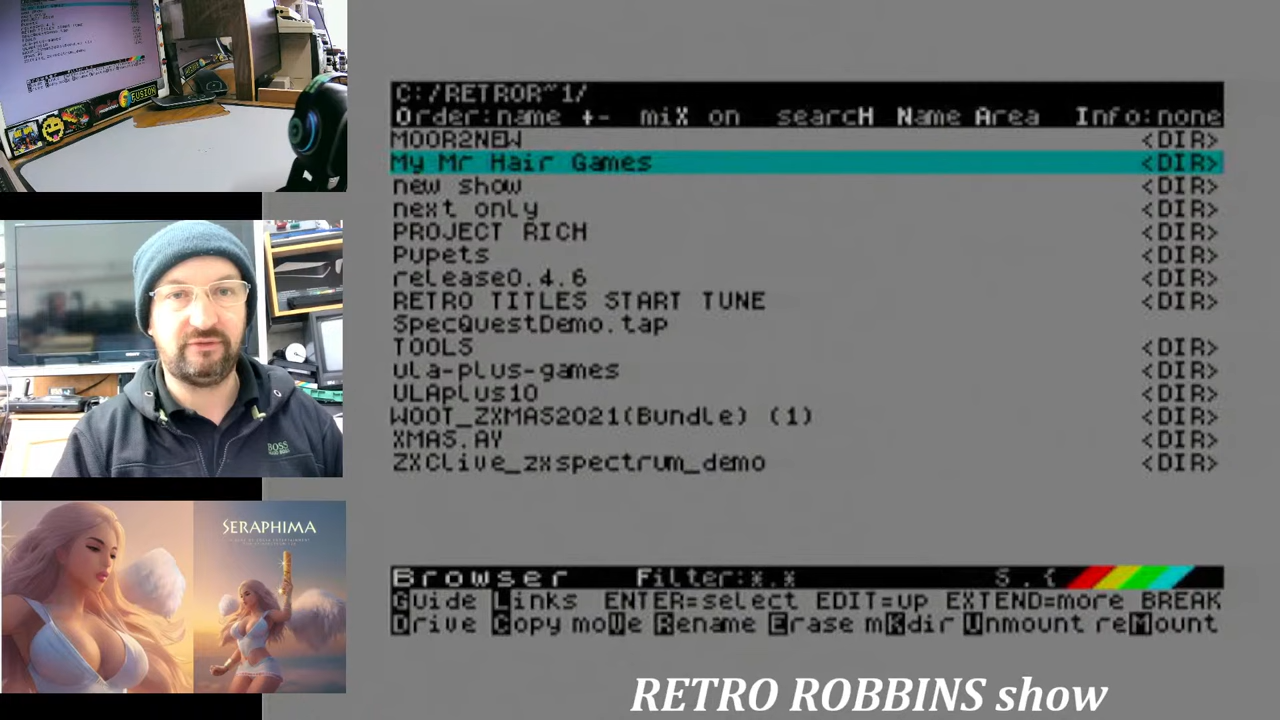 C:/RETROR~1/
Order:name +- miX on searcH Name Area Info:none
MOOR2NEW <DIR>
My Mr Hair Games <DIR>
new show <DIR>
next only <DIR>
PROJECT RICH <DIR>
Pupets <DIR>
release0.4.6 <DIR>
RETRO TITLES START TUNE <DIR>
SpecQuestDemo.tap
TOOLS <DIR>
ula-plus-games <DIR>
ULAplus10 <DIR>
WOOT_ZXMAS2021(Bundle) (1) <DIR>
XMAS.AY <DIR>
ZXClive_zxspectrum_demo <DIR>
Browser Filter:*.* S,{
Guide Links ENTER=select EDIT=up EXTEND=more BREAK
Drive Copy moVe Rename Erase mKdir Unmount reMount
RETRO ROBBINS show
FUSION
BOSS
SERAPHIMA